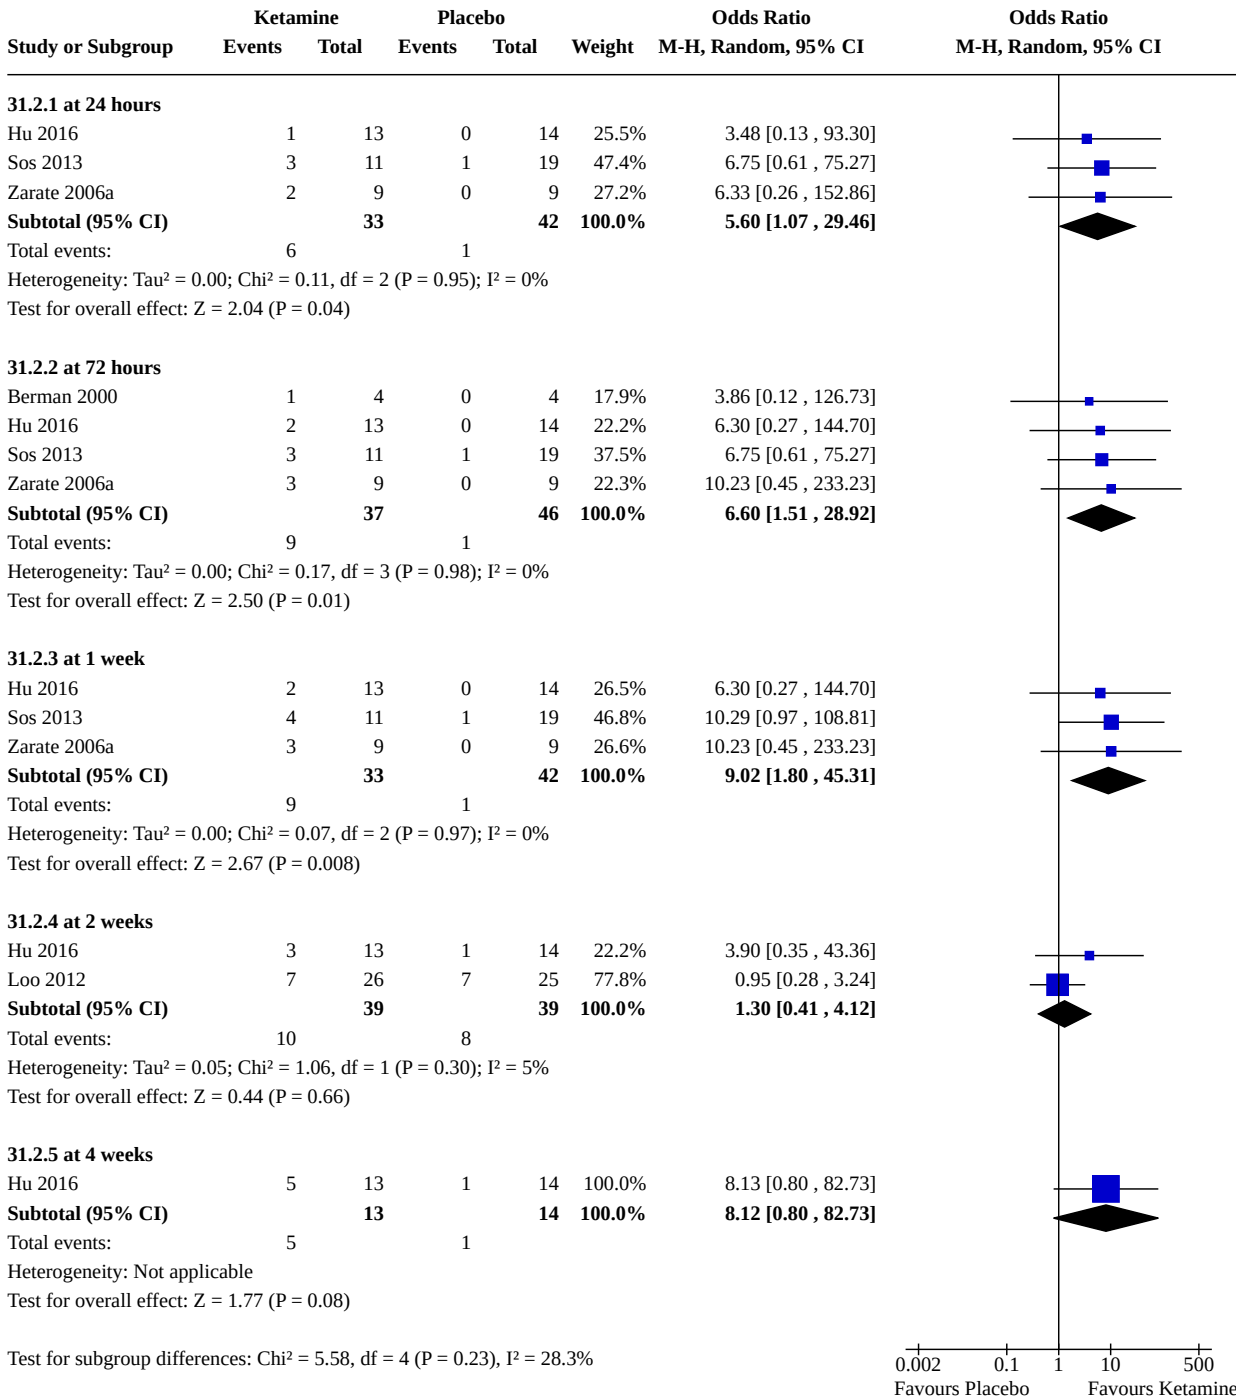 Ketamine Placebo Odds Ratio Odds Ratio
Study or Subgroup Events Total Events Total Weight M-H, Random, 95% CI M-H, Random, 95% CI
31.2.1 at 24 hours
Hu 2016 1 13 0 14 25.5% 3.48 [0.13 , 93.30]
Sos 2013 3 11 1 19 47.4% 6.75 [0.61 , 75.27]
Zarate 2006a 2 9 0 9 27.2% 6.33 [0.26 , 152.86]
Subtotal (95% CI) 33 42 100.0% 5.60 [1.07 , 29.46]
Total events: 6 1
Heterogeneity: Tau² = 0.00; Chi² = 0.11, df = 2 (P = 0.95); I² = 0%
Test for overall effect: Z = 2.04 (P = 0.04)
31.2.2 at 72 hours
Berman 2000 1 4 0 4 17.9% 3.86 [0.12 , 126.73]
Hu 2016 2 13 0 14 22.2% 6.30 [0.27 , 144.70]
Sos 2013 3 11 1 19 37.5% 6.75 [0.61 , 75.27]
Zarate 2006a 3 9 0 9 22.3% 10.23 [0.45 , 233.23]
Subtotal (95% CI) 37 46 100.0% 6.60 [1.51 , 28.92]
Total events: 9 1
Heterogeneity: Tau² = 0.00; Chi² = 0.17, df = 3 (P = 0.98); I² = 0%
Test for overall effect: Z = 2.50 (P = 0.01)
31.2.3 at 1 week
Hu 2016 2 13 0 14 26.5% 6.30 [0.27 , 144.70]
Sos 2013 4 11 1 19 46.8% 10.29 [0.97 , 108.81]
Zarate 2006a 3 9 0 9 26.6% 10.23 [0.45 , 233.23]
Subtotal (95% CI) 33 42 100.0% 9.02 [1.80 , 45.31]
Total events: 9 1
Heterogeneity: Tau² = 0.00; Chi² = 0.07, df = 2 (P = 0.97); I² = 0%
Test for overall effect: Z = 2.67 (P = 0.008)
31.2.4 at 2 weeks
Hu 2016 3 13 1 14 22.2% 3.90 [0.35 , 43.36]
Loo 2012 7 26 7 25 77.8% 0.95 [0.28 , 3.24]
Subtotal (95% CI) 39 39 100.0% 1.30 [0.41 , 4.12]
Total events: 10 8
Heterogeneity: Tau² = 0.05; Chi² = 1.06, df = 1 (P = 0.30); I² = 5%
Test for overall effect: Z = 0.44 (P = 0.66)
31.2.5 at 4 weeks
Hu 2016 5 13 1 14 100.0% 8.13 [0.80 , 82.73]
Subtotal (95% CI) 13 14 100.0% 8.12 [0.80 , 82.73]
Total events: 5 1
Heterogeneity: Not applicable
Test for overall effect: Z = 1.77 (P = 0.08)
Test for subgroup differences: Chi² = 5.58, df = 4 (P = 0.23), I² = 28.3%
0.002 0.1 1 10 500
Favours Placebo Favours Ketamine